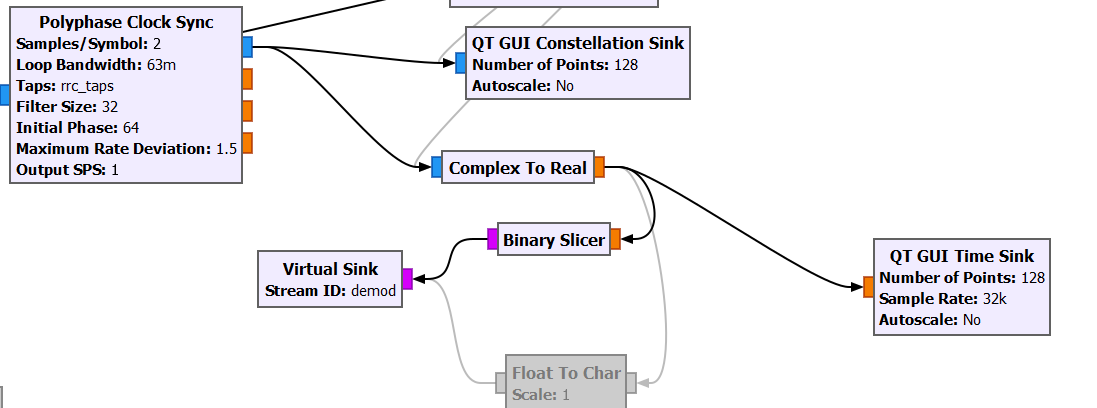 Polyphase Clock Sync
Samples/Symbol: 2
Loop Bandwidth: 63m
Taps: rrc_taps
Filter Size: 32
Initial Phase: 64
Maximum Rate Deviation: 1.5
Output SPS: 1
QT GUI Constellation Sink
Number of Points: 128
Autoscale: No
Complex To Real
Binary Slicer
Virtual Sink
Stream ID: demod
QT GUI Time Sink
Number of Points: 128
Sample Rate: 32k
Autoscale: No
Float To Char
Scale: 1